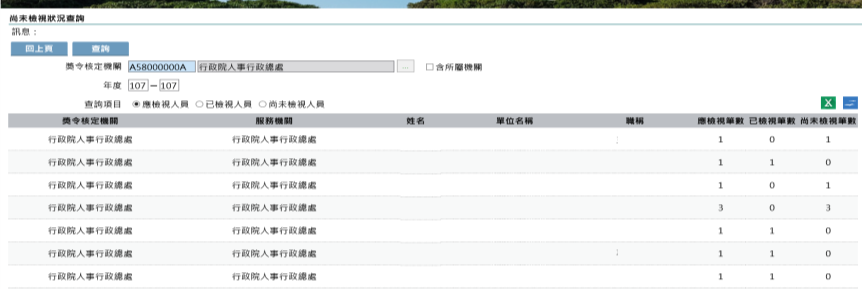 尚未檢視狀況查詢
訊息：
回上頁 查詢
獎令核定機關 A58000000A 行政院人事行政總處 ... 含所屬機關
年度 107 － 107
查詢項目 應檢視人員 已檢視人員 尚未檢視人員
獎令核定機關 服務機關 姓名 單位名稱 職稱 應檢視筆數 已檢視筆數 尚未檢視筆數
行政院人事行政總處 行政院人事行政總處 1 0 1
行政院人事行政總處 行政院人事行政總處 1 1 0
行政院人事行政總處 行政院人事行政總處 1 0 1
行政院人事行政總處 行政院人事行政總處 3 0 3
行政院人事行政總處 行政院人事行政總處 1 1 0
行政院人事行政總處 行政院人事行政總處 1 1 0
行政院人事行政總處 行政院人事行政總處 1 1 0